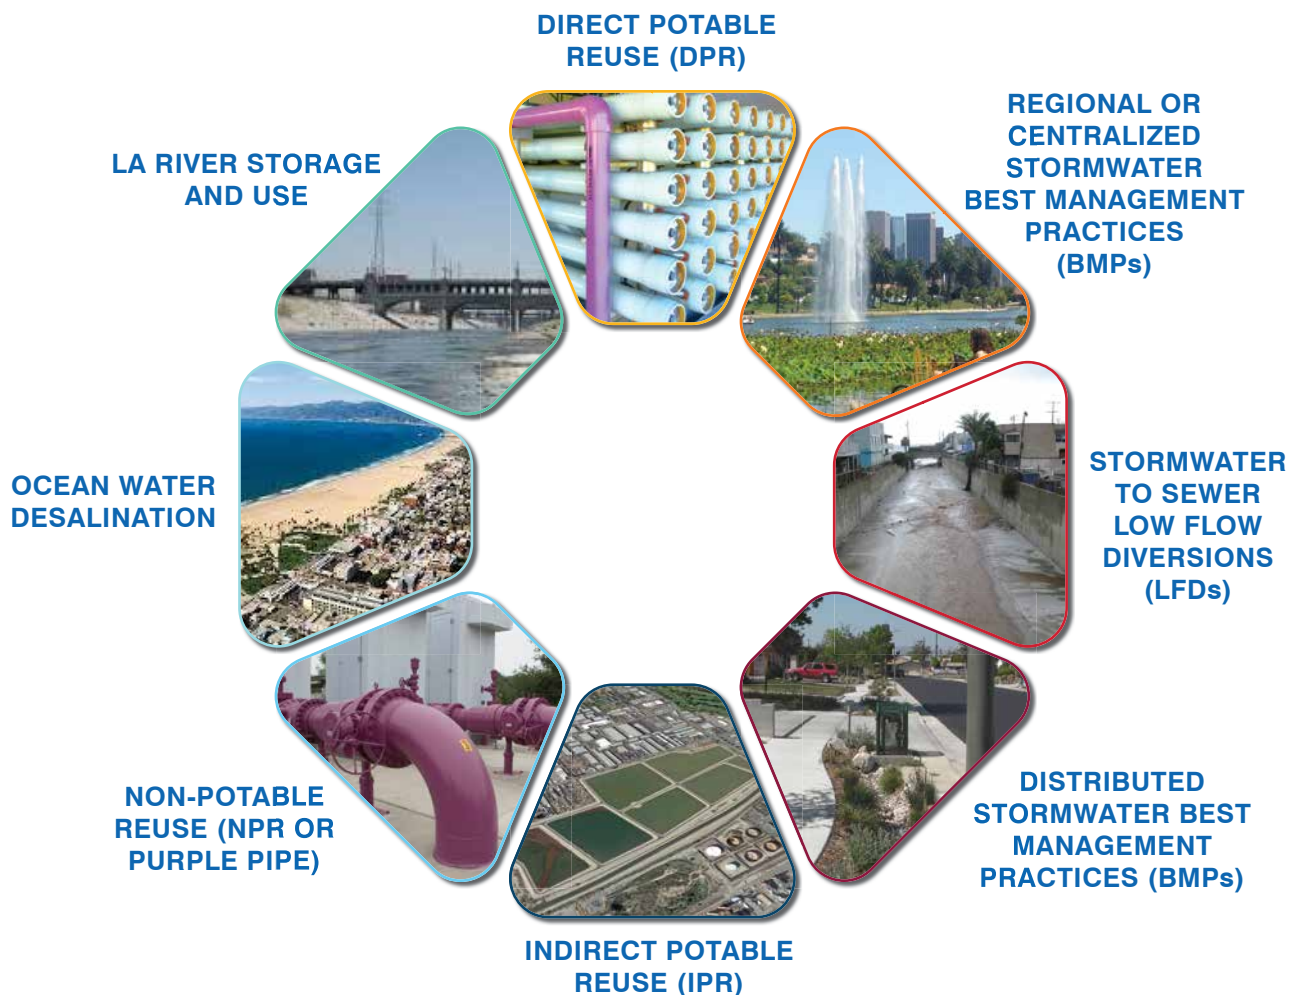 DIRECT POTABLE
REUSE (DPR)
REGIONAL OR
CENTRALIZED
STORMWATER
BEST MANAGEMENT
PRACTICES
(BMPs)
STORMWATER
TO SEWER
LOW FLOW
DIVERSIONS
(LFDs)
DISTRIBUTED
STORMWATER BEST
MANAGEMENT
PRACTICES (BMPs)
INDIRECT POTABLE
REUSE (IPR)
NON-POTABLE
REUSE (NPR OR
PURPLE PIPE)
OCEAN WATER
DESALINATION
LA RIVER STORAGE
AND USE